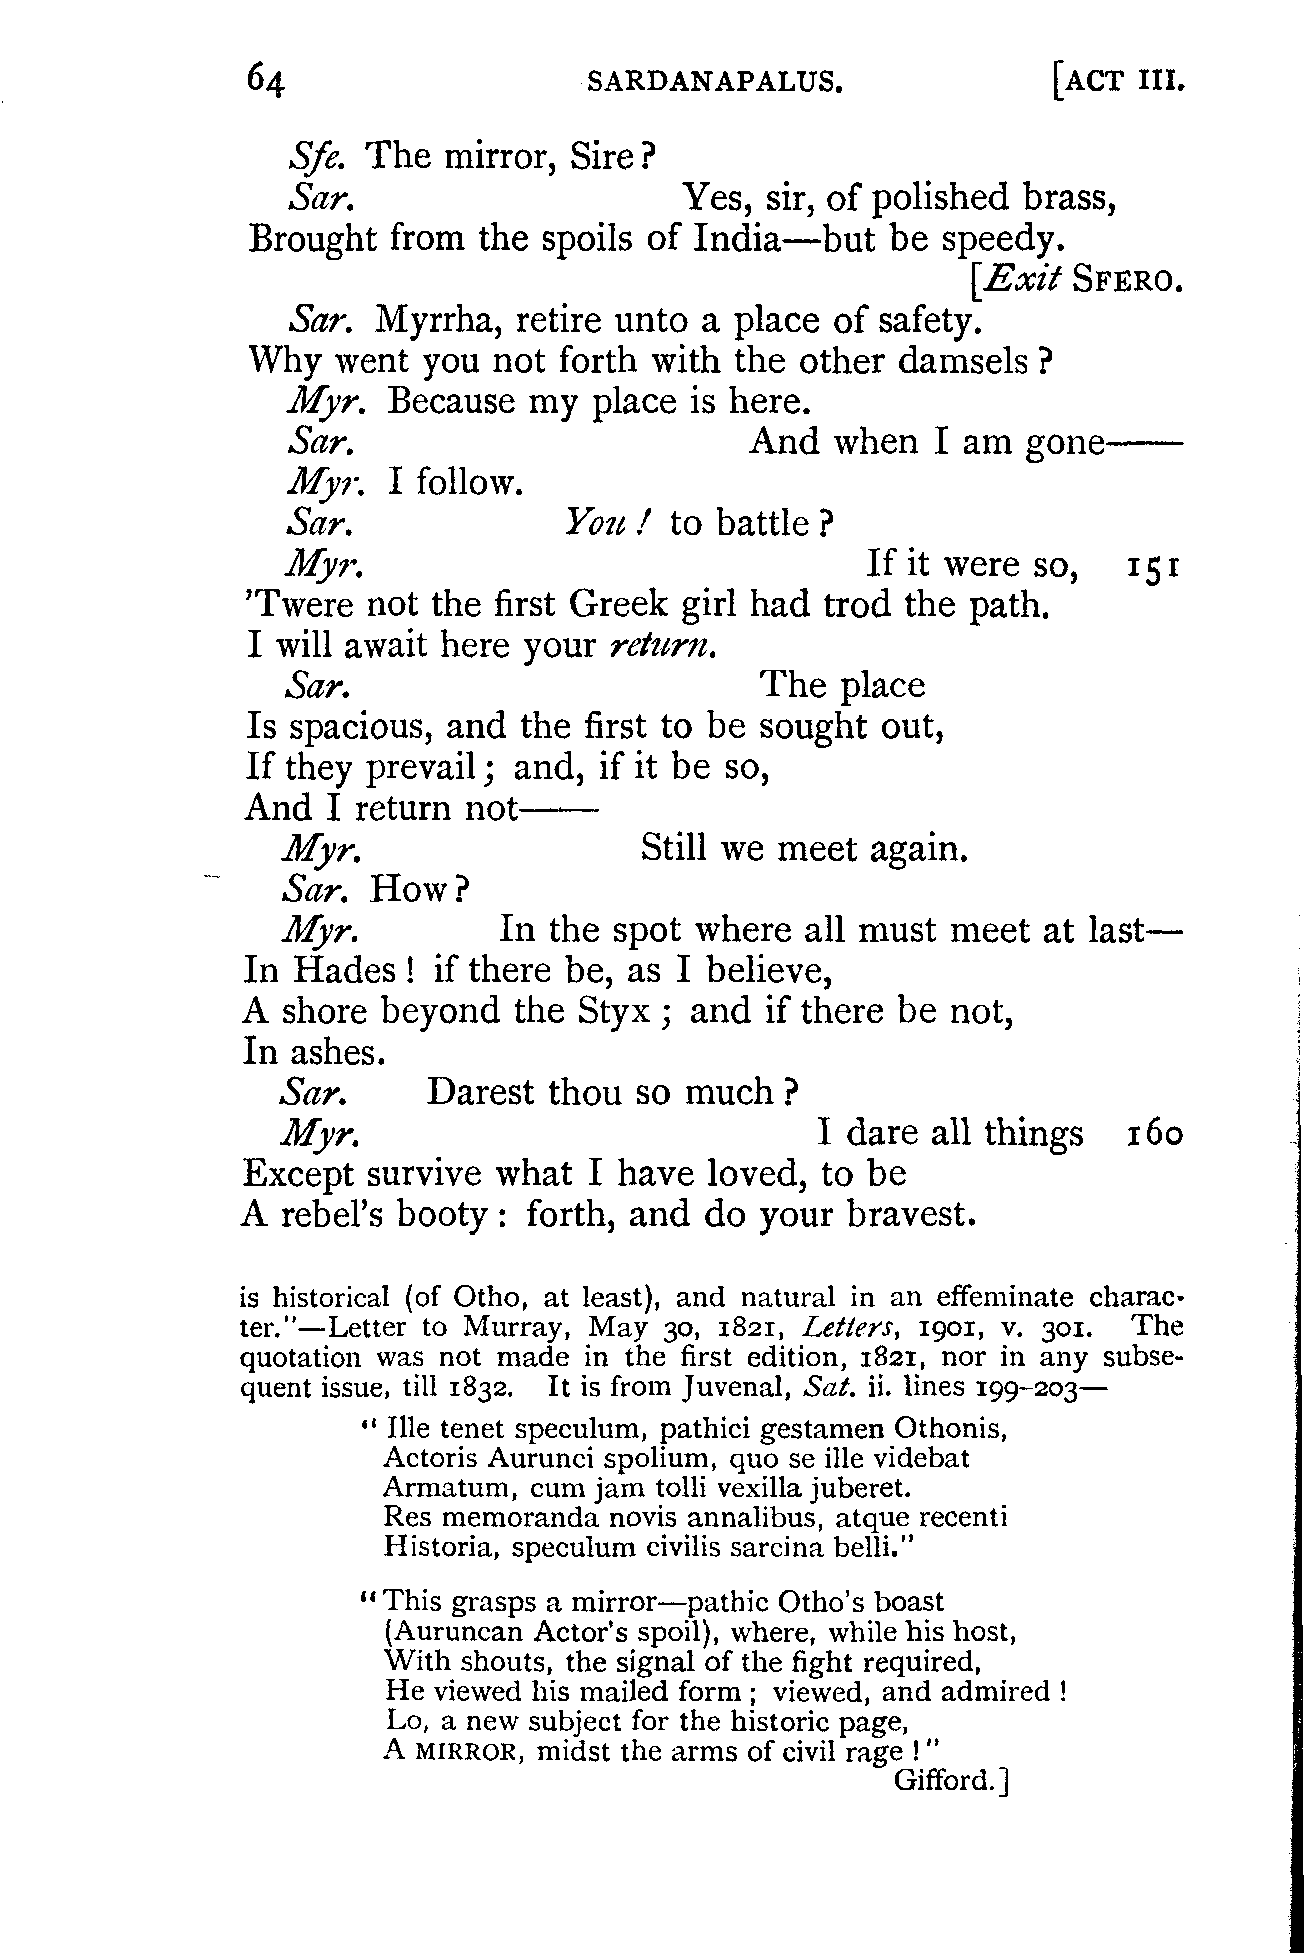 64 SARDANAPALUS. [ACT III.
Sfe. The mirror, Sire?
Sar. Yes, sir, of polished brass,
Brought from the spoils of India—but be speedy.
[Exit SFERO.
Sar. Myrrha, retire unto a place of safety.
Why went you not forth with the other damsels?
Myr. Because my place is here.
Sar. And when I am gone——
Myr. I follow.
Sar. You! to battle?
Myr. If it were so, 151
'Twere not the first Greek girl had trod the path.
I will await here your return.
Sar. The place
Is spacious, and the first to be sought out,
If they prevail; and, if it be so,
And I return not——
Myr. Still we meet again.
Sar. How?
Myr. In the spot where all must meet at last—
In Hades! if there be, as I believe,
A shore beyond the Styx; and if there be not,
In ashes.
Sar. Darest thou so much?
Myr. I dare all things 160
Except survive what I have loved, to be
A rebel's booty: forth, and do your bravest.
is historical (of Otho, at least), and natural in an effeminate charac-
ter."—Letter to Murray, May 30, 1821, Letters, 1901, v. 301. The
quotation was not made in the first edition, 1821, nor in any subse-
quent issue, till 1832. It is from Juvenal, Sat. ii. lines 199-203—
"Ille tenet speculum, pathici gestamen Othonis,
Actoris Aurunci spolium, quo se ille videbat
Armatum, cum jam tolli vexilla juberet.
Res memoranda novis annalibus, atque recenti
Historia, speculum civilis sarcina belli."
"This grasps a mirror—pathic Otho's boast
(Auruncan Actor's spoil), where, while his host,
With shouts, the signal of the fight required,
He viewed his mailed form; viewed, and admired!
Lo, a new subject for the historic page,
A MIRROR, midst the arms of civil rage!"
Gifford.]